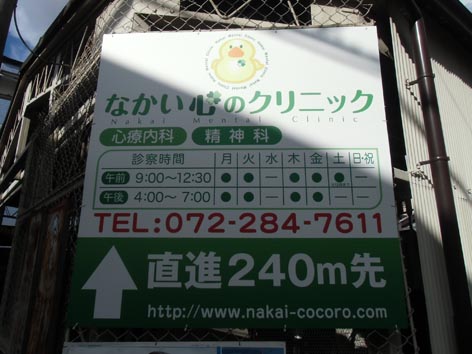 なかい心のクリニック
Nakai Mental Clinic
心療内科 精神科
診察時間 月 火 水 木 金 土 日・祝
午前 9:00〜12:30 ● ● − ● ● ● −
午後 4:00〜 7:00 ● ● − ● ● − −
TEL:072-284-7611
直進240m先
http://www.nakai-cocoro.com